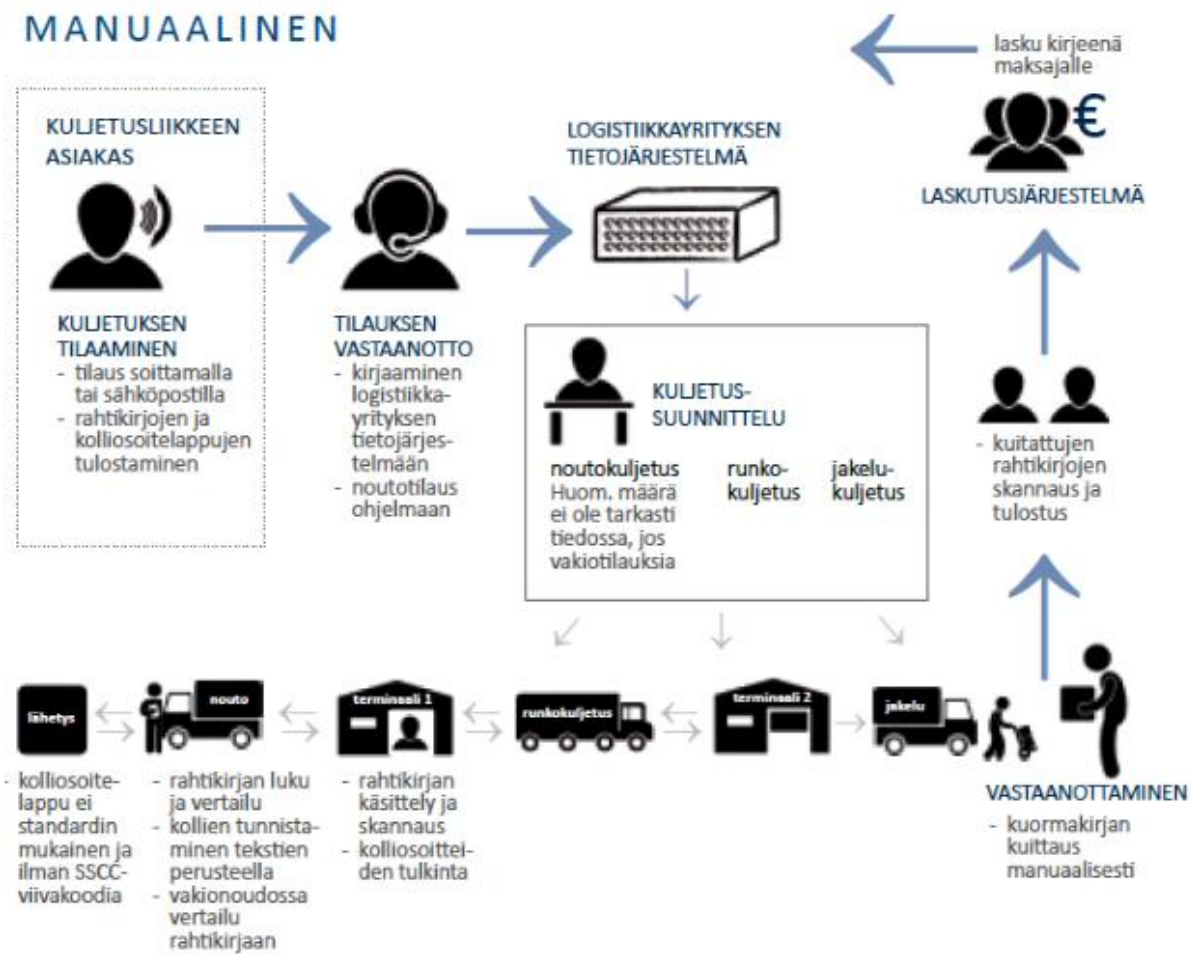 MANUAALINEN
lasku kirjeenä
maksajalle
€
LASKUTUSJÄRJESTELMÄ
KULJETUSLIIKKEEN
ASIAKAS
LOGISTIIKKAYRITYKSEN
TIETOJÄRJESTELMÄ
KULJETUKSEN
TILAAMINEN
- tilaus soittamalla
tai sähköpostilla
- rahtikirjojen ja
kolliosoitelappujen
tulostaminen
TILAUKSEN
VASTAANOTTO
- kirjaaminen
logistiikka-
yrityksen
tietojärjes-
telmään
- noutotilaus
ohjelmaan
KULJETUS-
SUUNNITTELU
noutokuljetus
Huom. määrä
ei ole tarkasti
tiedossa, jos
vakiotilauksia
runko-
kuljetus
jakelu-
kuljetus
- kuitattujen
rahtikirjojen
skannaus ja
tulostus
lähetys
nouto
terminaali 1
runkokuljetus
terminaali 2
jakelu
- kolliosoite-
lappu ei
standardin
mukainen ja
ilman SSCC-
viivakoodia
- rahtikirjan luku
ja vertailu
- kollien tunnista-
minen tekstien
perusteella
- vakionoudossa
vertailu
rahtikirjaan
- rahtikirjan
käsittely ja
skannaus
- kolliosoittei-
den tulkinta
VASTAANOTTAMINEN
- kuormakirjan
kuittaus
manuaalisesti